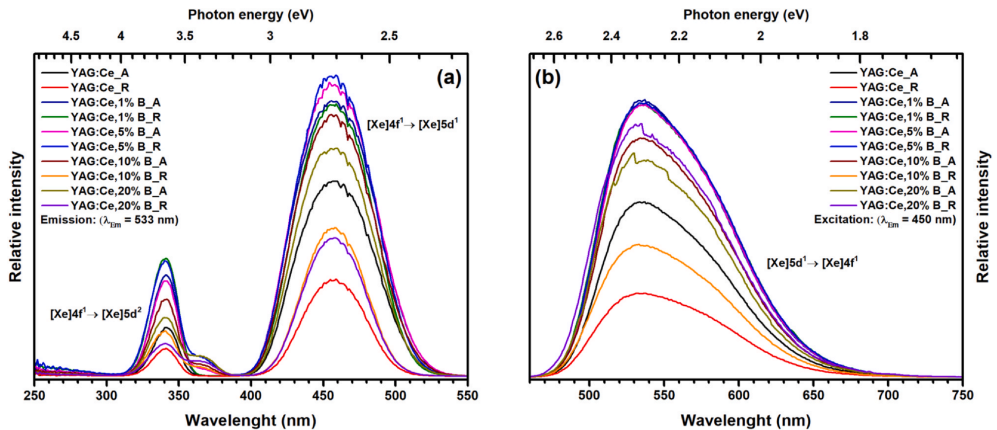 Photon energy (eV)
4.5 4 3.5 3 2.5
(a)
YAG:Ce_A
YAG:Ce_R
YAG:Ce,1% B_A
YAG:Ce,1% B_R
YAG:Ce,5% B_A
YAG:Ce,5% B_R
YAG:Ce,10% B_A
YAG:Ce,10% B_R
YAG:Ce,20% B_A
YAG:Ce,20% B_R
Emission: (λEm = 533 nm)
[Xe]4f¹→ [Xe]5d¹
[Xe]4f¹→ [Xe]5d²
Relative intensity
250 300 350 400 450 500 550
Wavelenght (nm)
Photon energy (eV)
2.6 2.4 2.2 2 1.8
(b)
YAG:Ce_A
YAG:Ce_R
YAG:Ce,1% B_A
YAG:Ce,1% B_R
YAG:Ce,5% B_A
YAG:Ce,5% B_R
YAG:Ce,10% B_A
YAG:Ce,10% B_R
YAG:Ce,20% B_A
YAG:Ce,20% B_R
Excitation: (λEm = 450 nm)
[Xe]5d¹→ [Xe]4f¹
Relative intensity
500 550 600 650 700 750
Wavelenght (nm)